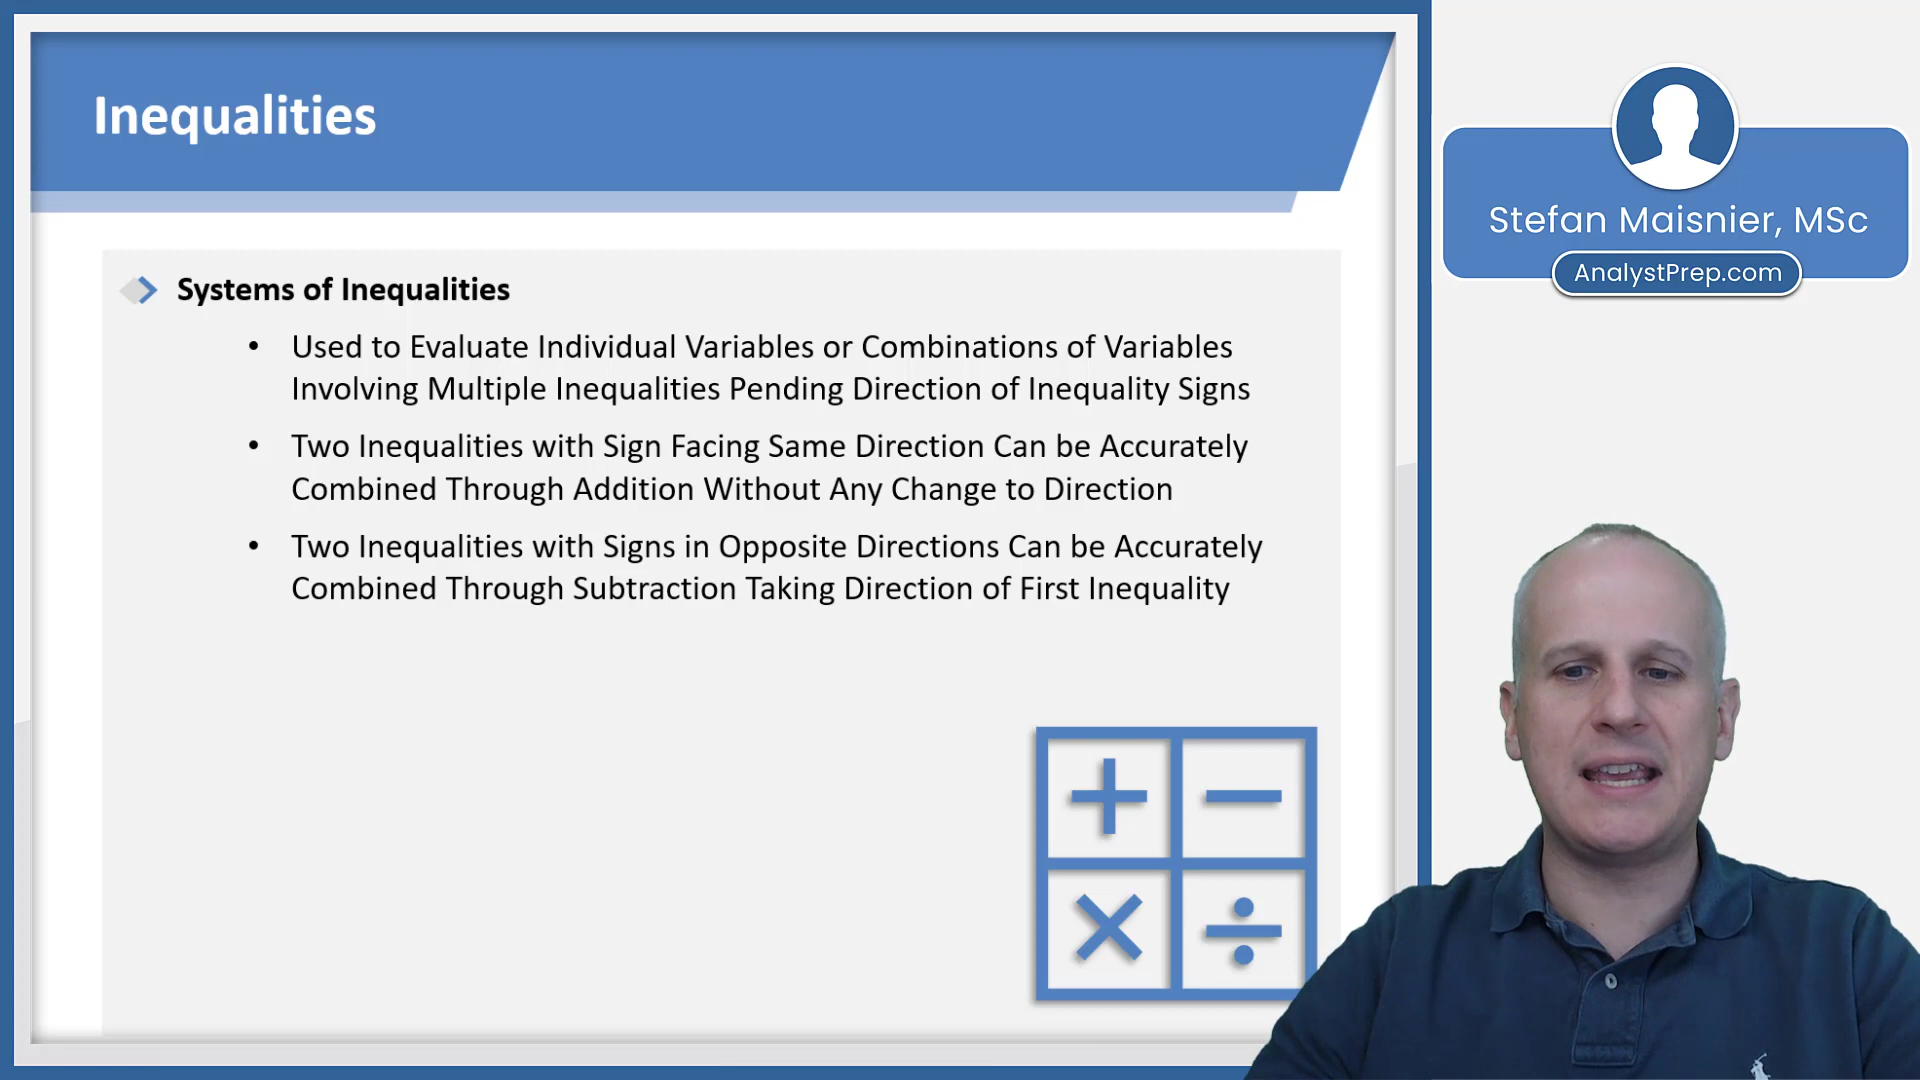 Inequalities
Systems of Inequalities
• Used to Evaluate Individual Variables or Combinations of Variables
Involving Multiple Inequalities Pending Direction of Inequality Signs
• Two Inequalities with Sign Facing Same Direction Can be Accurately
Combined Through Addition Without Any Change to Direction
• Two Inequalities with Signs in Opposite Directions Can be Accurately
Combined Through Subtraction Taking Direction of First Inequality
+ −
× ÷
Stefan Maisnier, MSc
AnalystPrep.com